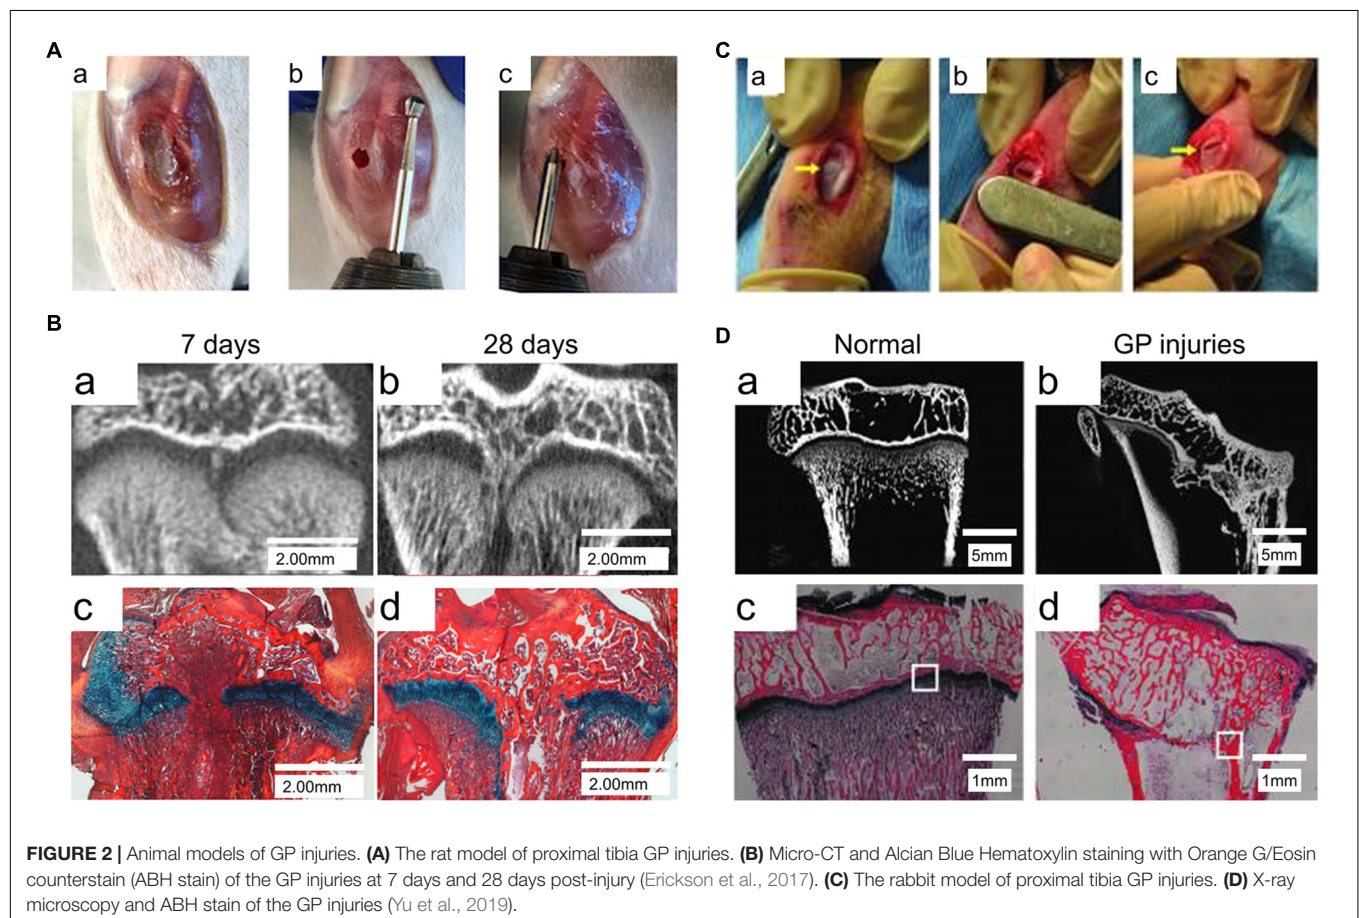 A
a
b
c
C
a
b
c
B
7 days
28 days
a
b
2.00mm
2.00mm
c
d
2.00mm
2.00mm
D
Normal
GP injuries
a
b
5mm
5mm
c
d
1mm
1mm
FIGURE 2 | Animal models of GP injuries. (A) The rat model of proximal tibia GP injuries. (B) Micro-CT and Alcian Blue Hematoxylin staining with Orange G/Eosin
counterstain (ABH stain) of the GP injuries at 7 days and 28 days post-injury (Erickson et al., 2017). (C) The rabbit model of proximal tibia GP injuries. (D) X-ray
microscopy and ABH stain of the GP injuries (Yu et al., 2019).